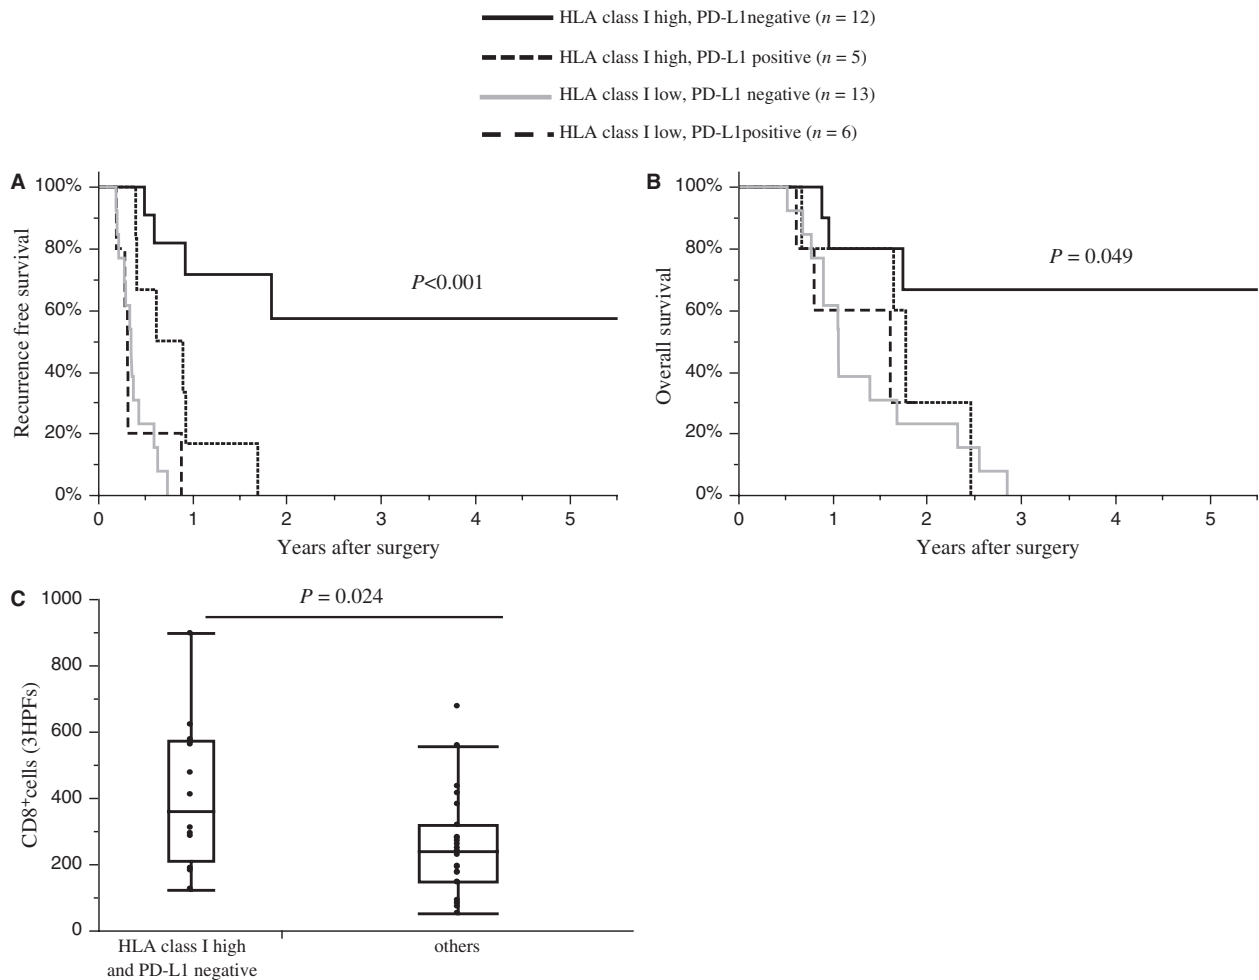 HLA class I high, PD-L1negative (n = 12)
HLA class I high, PD-L1 positive (n = 5)
HLA class I low, PD-L1 negative (n = 13)
HLA class I low, PD-L1positive (n = 6)
A
Recurrence free survival
100%
80%
60%
40%
20%
0%
P<0.001
0 1 2 3 4 5
Years after surgery
B
Overall survival
100%
80%
60%
40%
20%
0%
P = 0.049
0 1 2 3 4 5
Years after surgery
C
CD8+cells (3HPFs)
1000
800
600
400
200
0
P = 0.024
HLA class I high
and PD-L1 negative
others